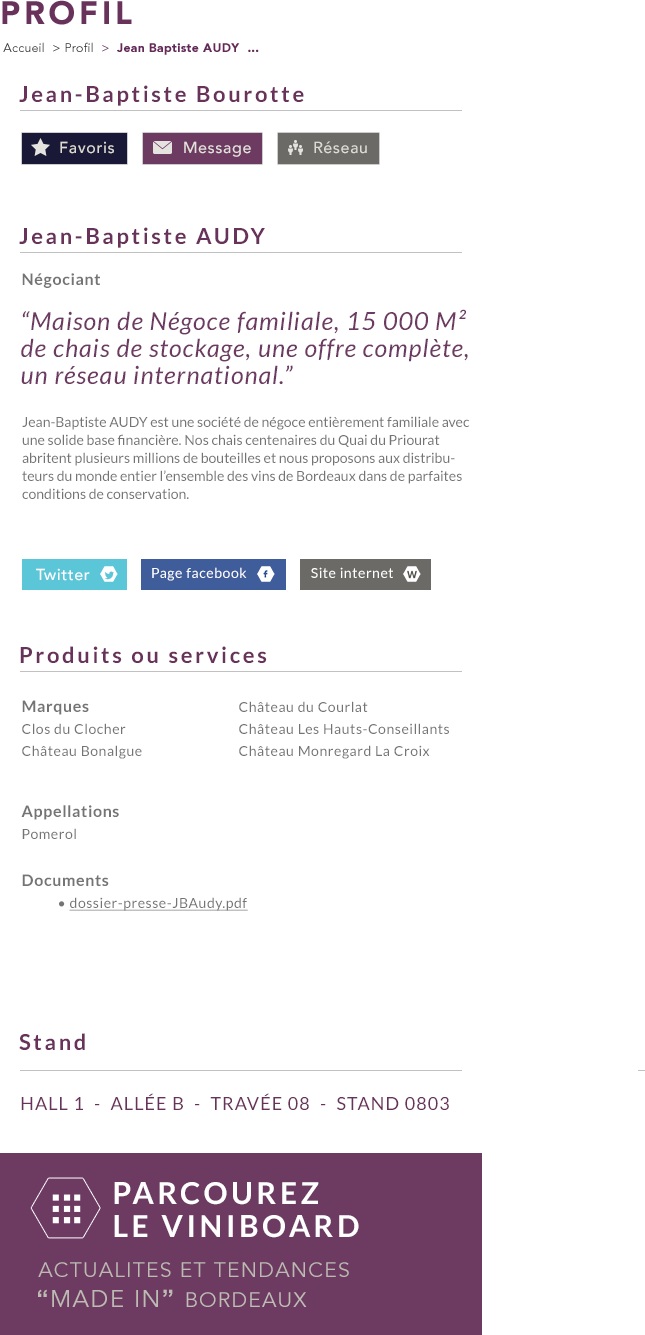 PROFIL
Accueil > Profil > Jean Baptiste AUDY ...
Jean-Baptiste Bourotte
Favoris Message Réseau
Jean-Baptiste AUDY
Négociant
“Maison de Négoce familiale, 15 000 M²
de chais de stockage, une offre complète,
un réseau international.”
Jean-Baptiste AUDY est une société de négoce entièrement familiale avec
une solide base financière. Nos chais centenaires du Quai du Priourat
abritent plusieurs millions de bouteilles et nous proposons aux distribu-
teurs du monde entier l’ensemble des vins de Bordeaux dans de parfaites
conditions de conservation.
Twitter Page facebook f Site internet W
Produits ou services
Marques
Clos du Clocher
Château Bonalgue
Château du Courlat
Château Les Hauts-Conseillants
Château Monregard La Croix
Appellations
Pomerol
Documents
• dossier-presse-JBAudy.pdf
Stand
HALL 1 - ALLÉE B - TRAVÉE 08 - STAND 0803
PARCOUREZ
LE VINIBOARD
ACTUALITES ET TENDANCES
“MADE IN” BORDEAUX